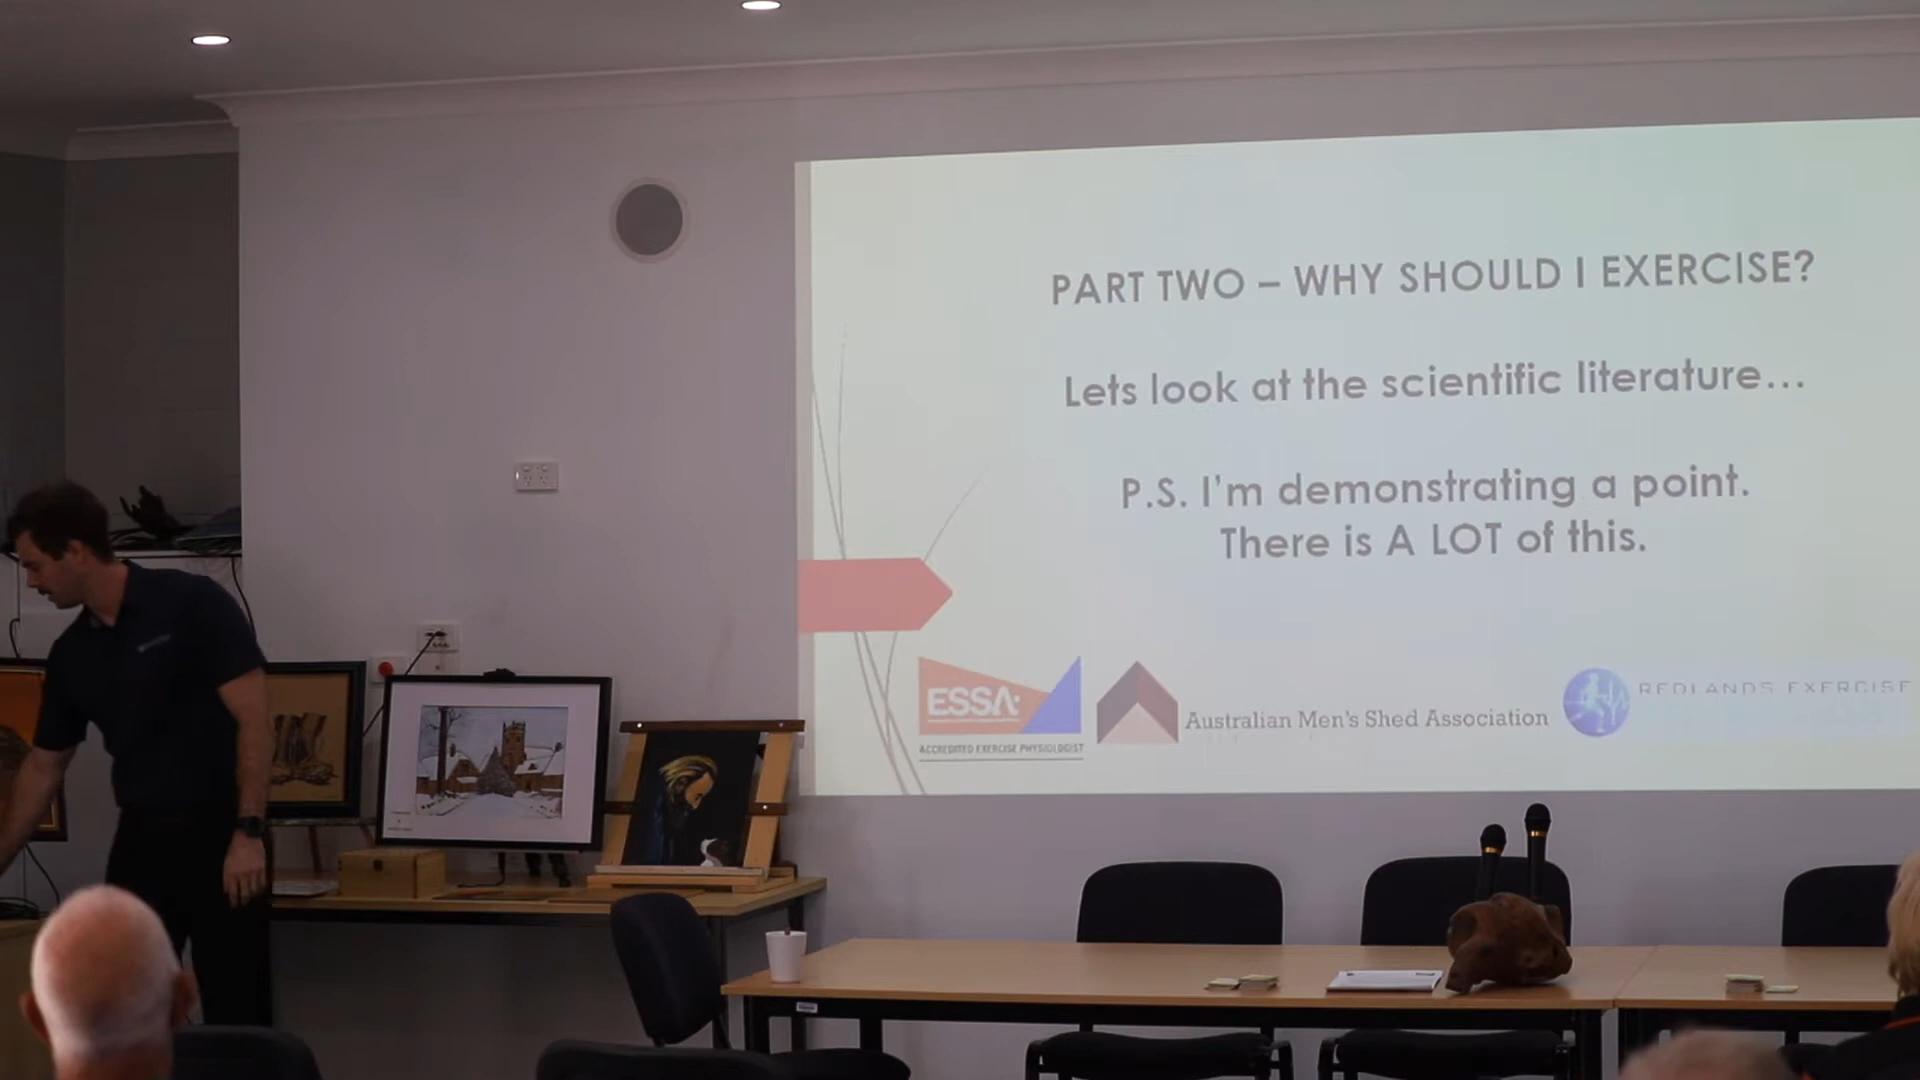 PART TWO – WHY SHOULD I EXERCISE?
Lets look at the scientific literature...
P.S. I'm demonstrating a point.
There is A LOT of this.
ESSA
ACCREDITED EXERCISE PHYSIOLOGIST
Australian Men's Shed Association
REDLANDS EXERCISE